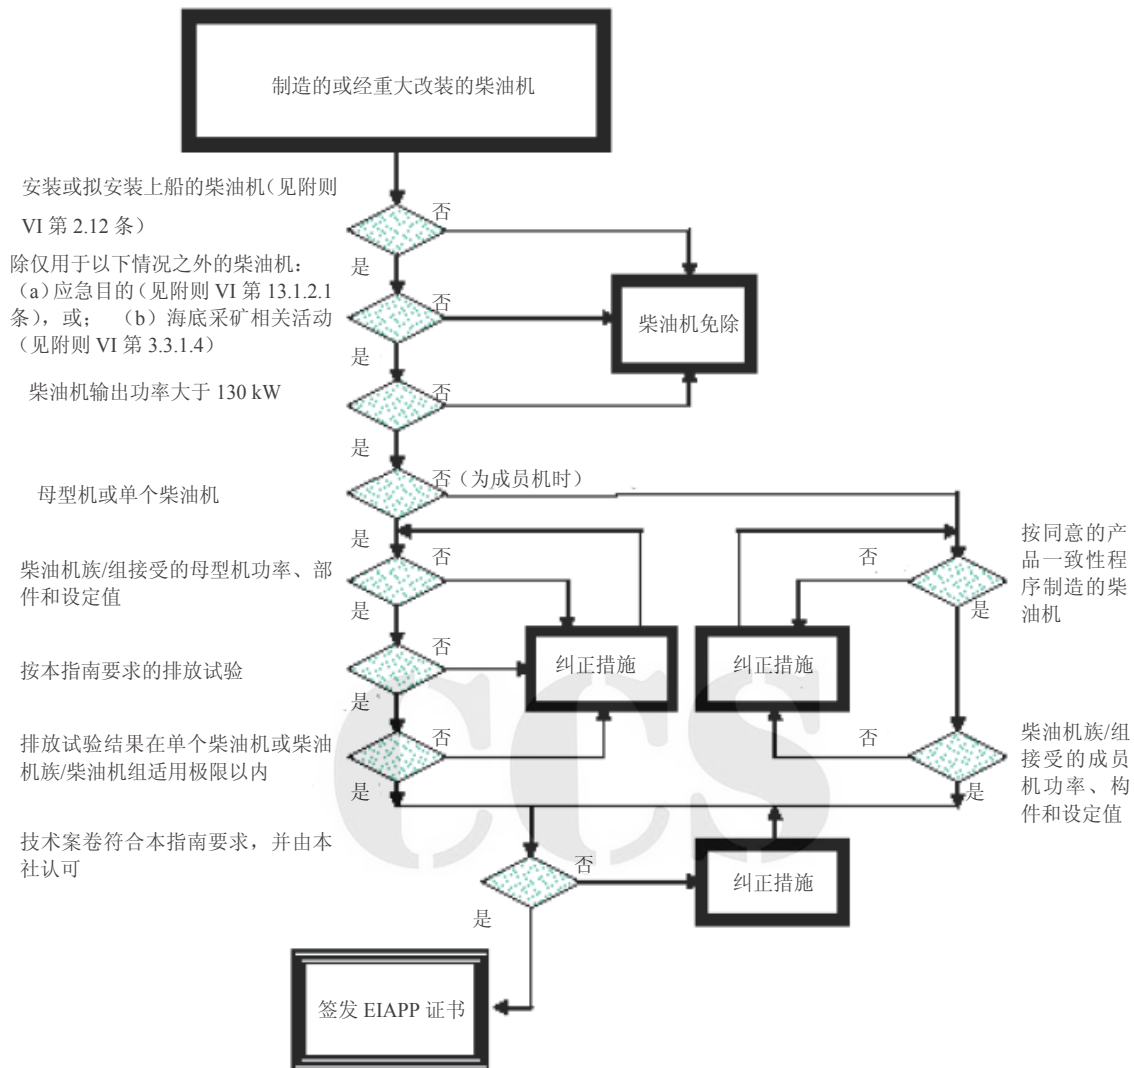 制造的或经重大改装的柴油机
安装或拟安装上船的柴油机（见附则
VI 第 2.12 条）
否
是
除仅用于以下情况之外的柴油机：
（a）应急目的（见附则 VI 第 13.1.2.1
条），或； （b）海底采矿相关活动
（见附则 VI 第 3.3.1.4）
否
柴油机免除
是
柴油机输出功率大于 130 kW
否
是
母型机或单个柴油机
否（为成员机时）
是
柴油机族/组接受的母型机功率、部
件和设定值
否
是
否
按同意的产
品一致性程
序制造的柴
油机
是
按本指南要求的排放试验
否
纠正措施
纠正措施
是
排放试验结果在单个柴油机或柴油
机族/柴油机组适用极限以内
否
是
否
柴油机族/组
接受的成员
机功率、构
件和设定值
是
技术案卷符合本指南要求，并由本
社认可
否
纠正措施
是
签发 EIAPP 证书
CCS